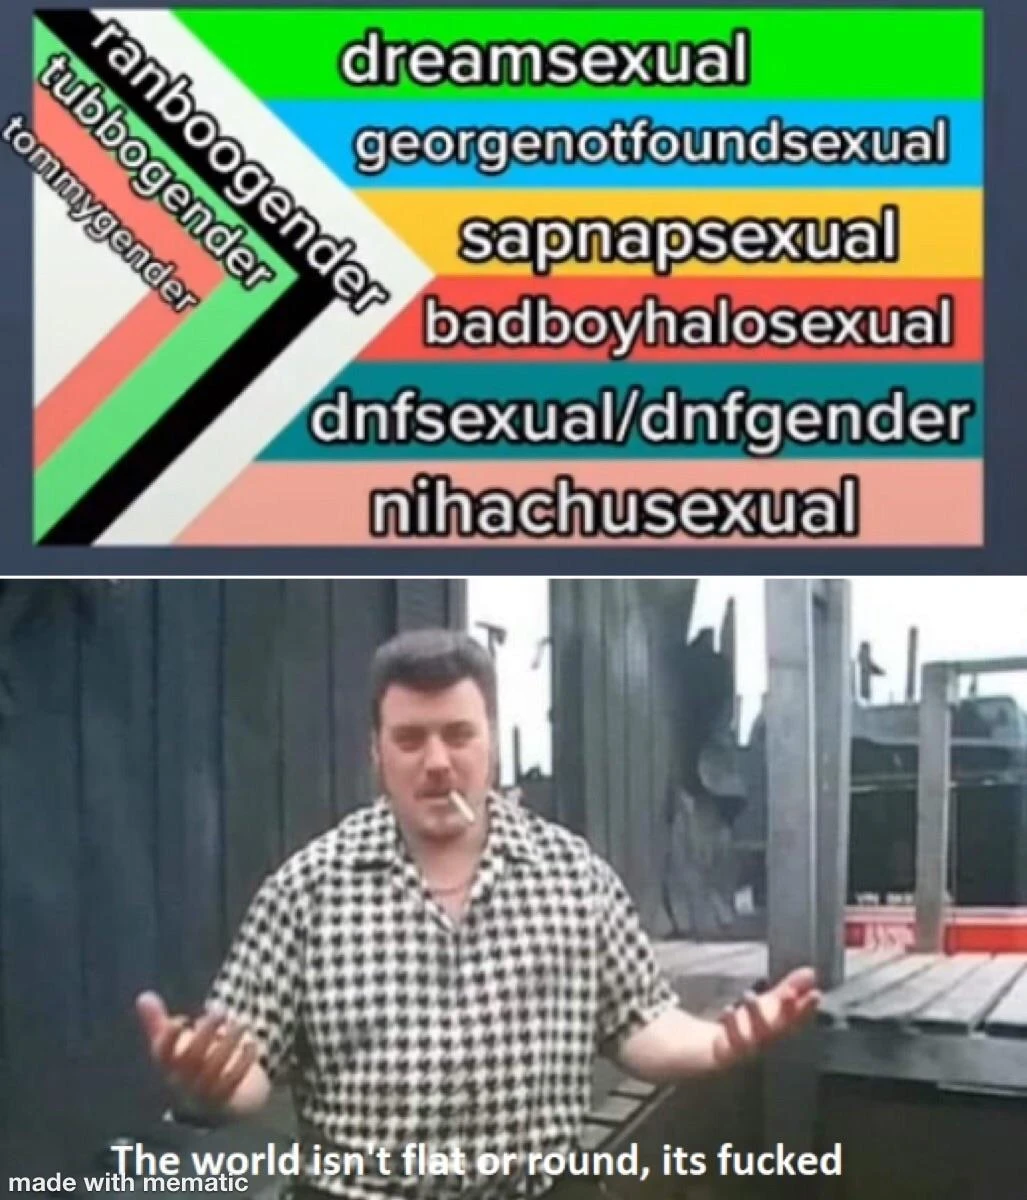 ranboogender
tubbogender
tommygender
dreamsexual
georgenotfoundsexual
sapnapsexual
badboyhalosexual
dnfsexual/dnfgender
nihachusexual
The world isn't flat or round, its fucked
made with mematic